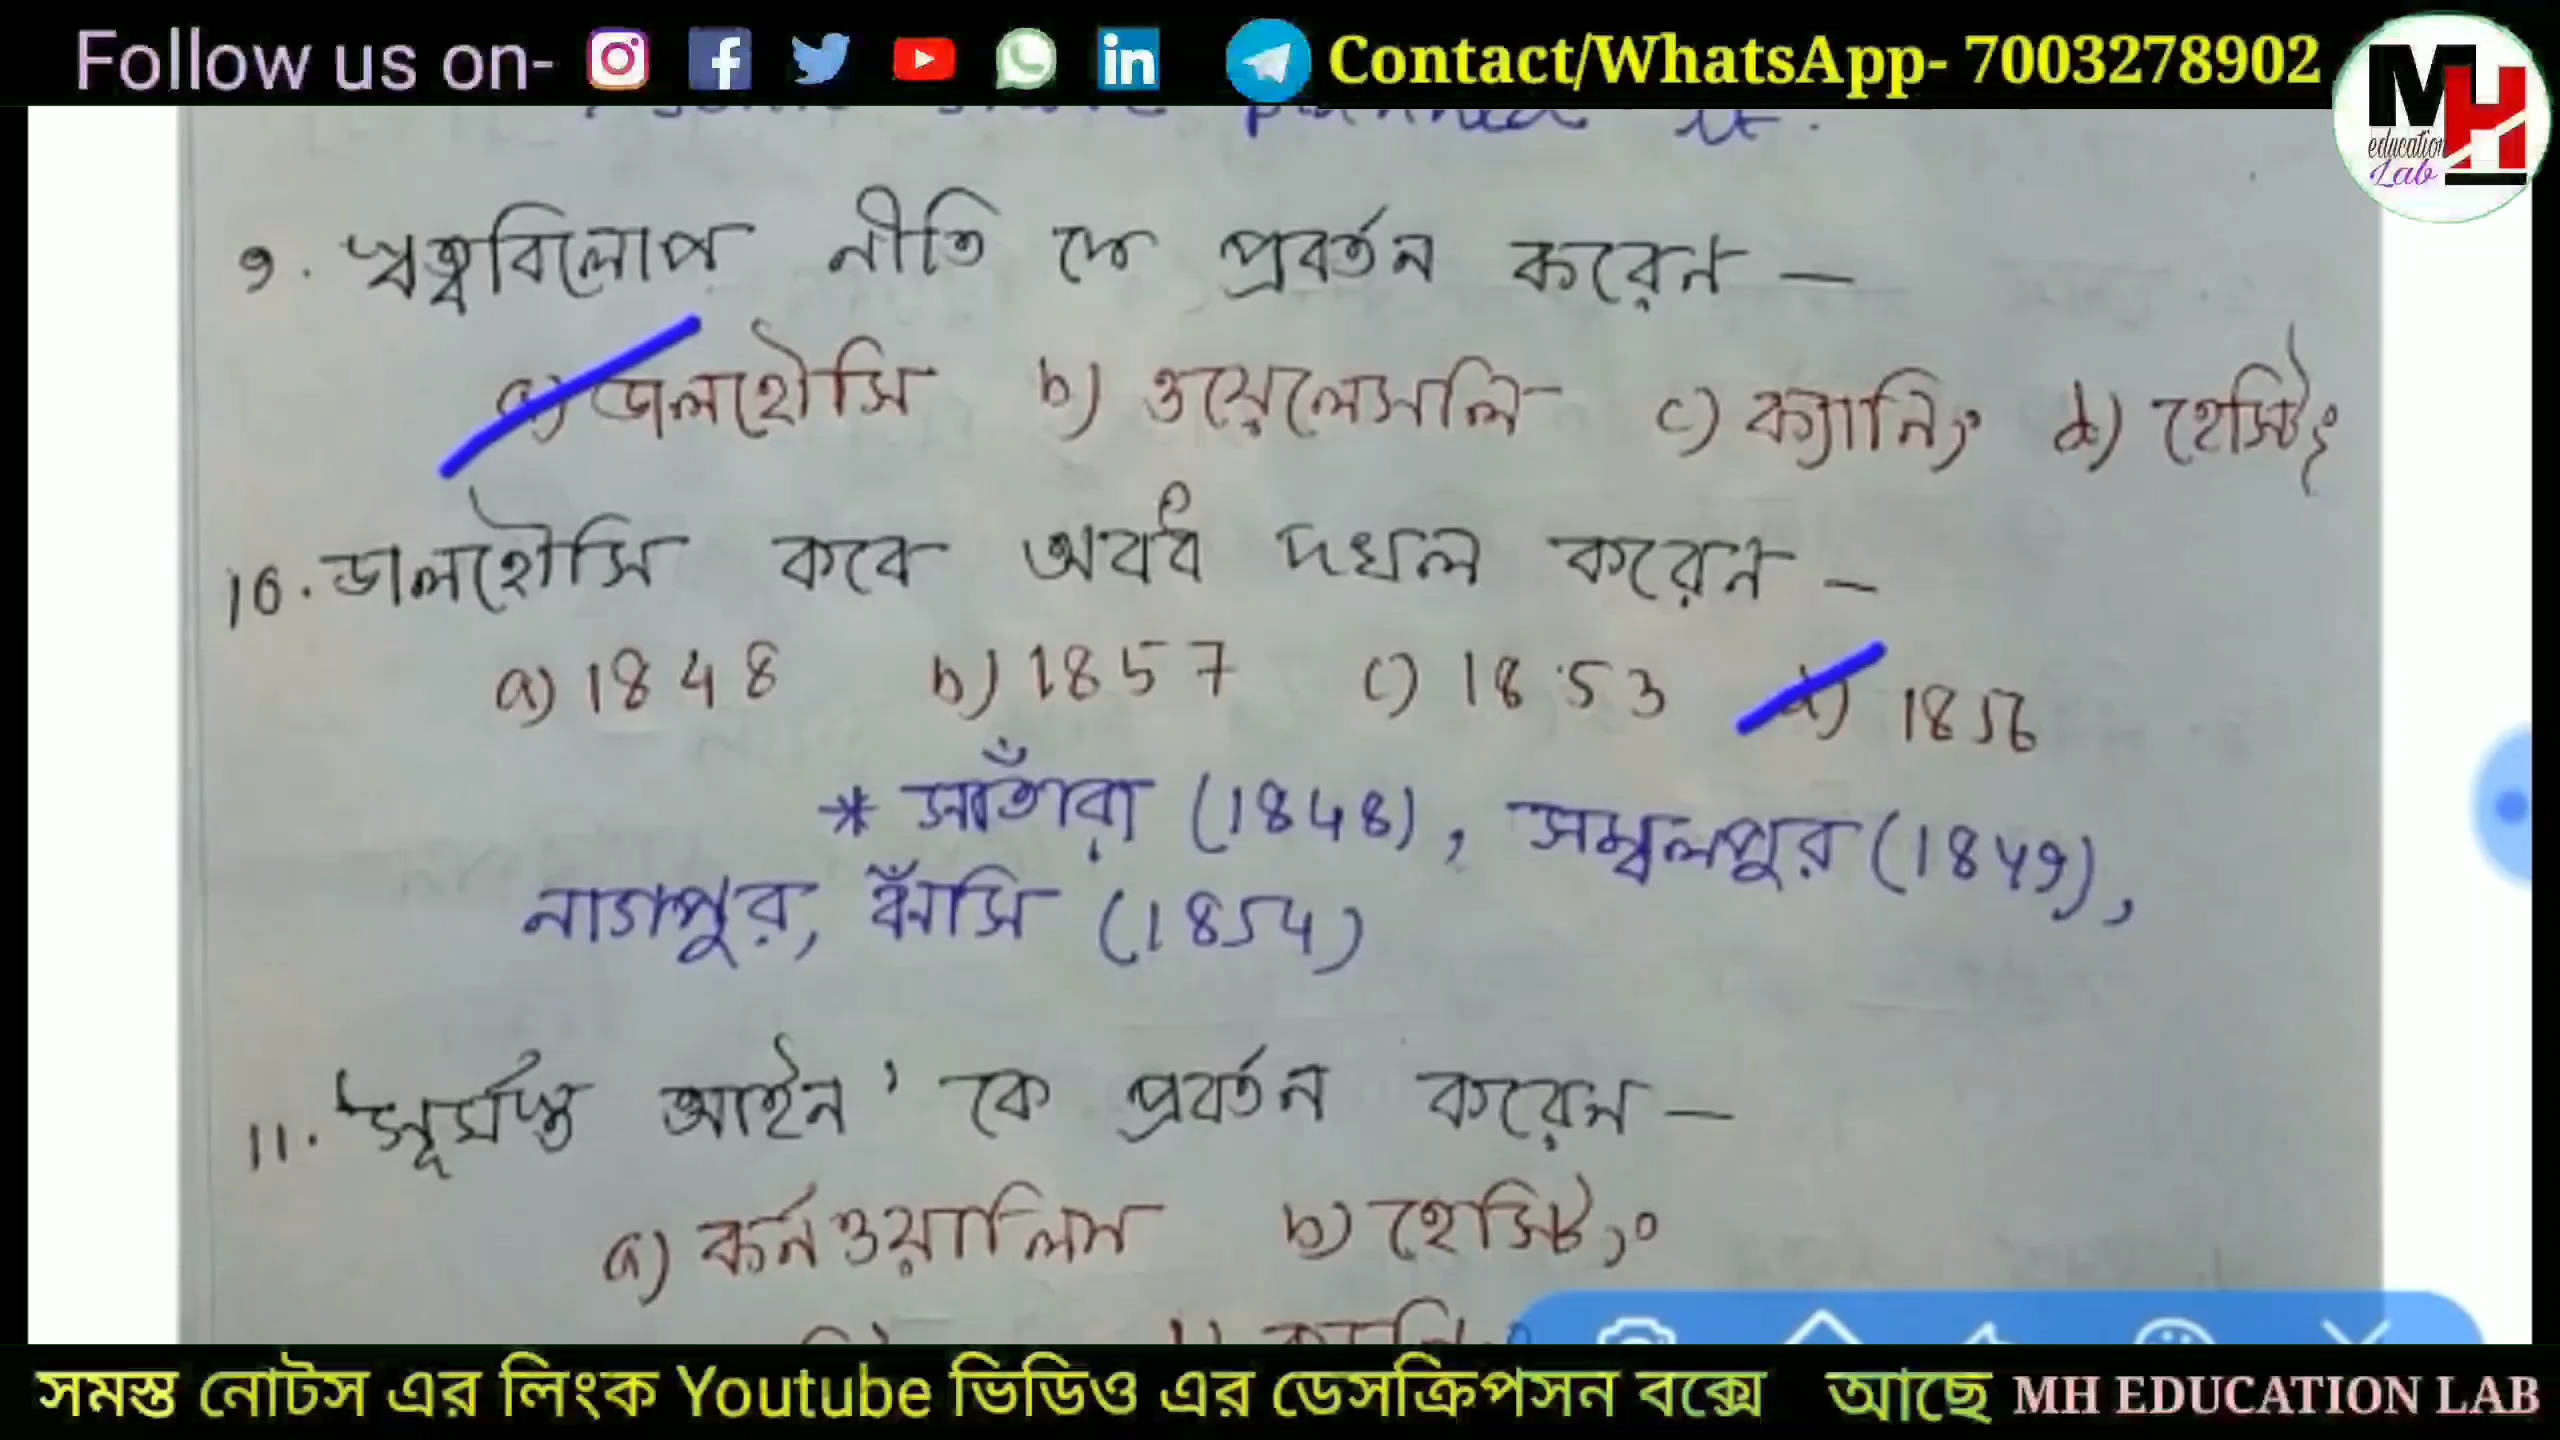 Follow us on- Contact/WhatsApp- 7003278902
MH
education
Lab
9. স্বত্ববিলোপ নীতি কে প্রবর্তন করেন —
a) ডালহৌসি b) ওয়েলেসলি c) ক্যানিং d) হেস্টিং
10. ডালহৌসি কবে অযধ দখল করেন —
a) 1848 b) 1857 c) 1853 d) 1856
* সাতাঁরা (1848), সম্বলপুর (1849),
নাগপুর, ঝাঁসি (1854)
11. 'সূর্যাস্ত আইন' কে প্রবর্তন করেন —
a) কর্নওয়ালিস b) হেস্টিং
সমস্ত নোটস এর লিংক Youtube ভিডিও এর ডেসক্রিপসন বক্সে আছে MH EDUCATION LAB